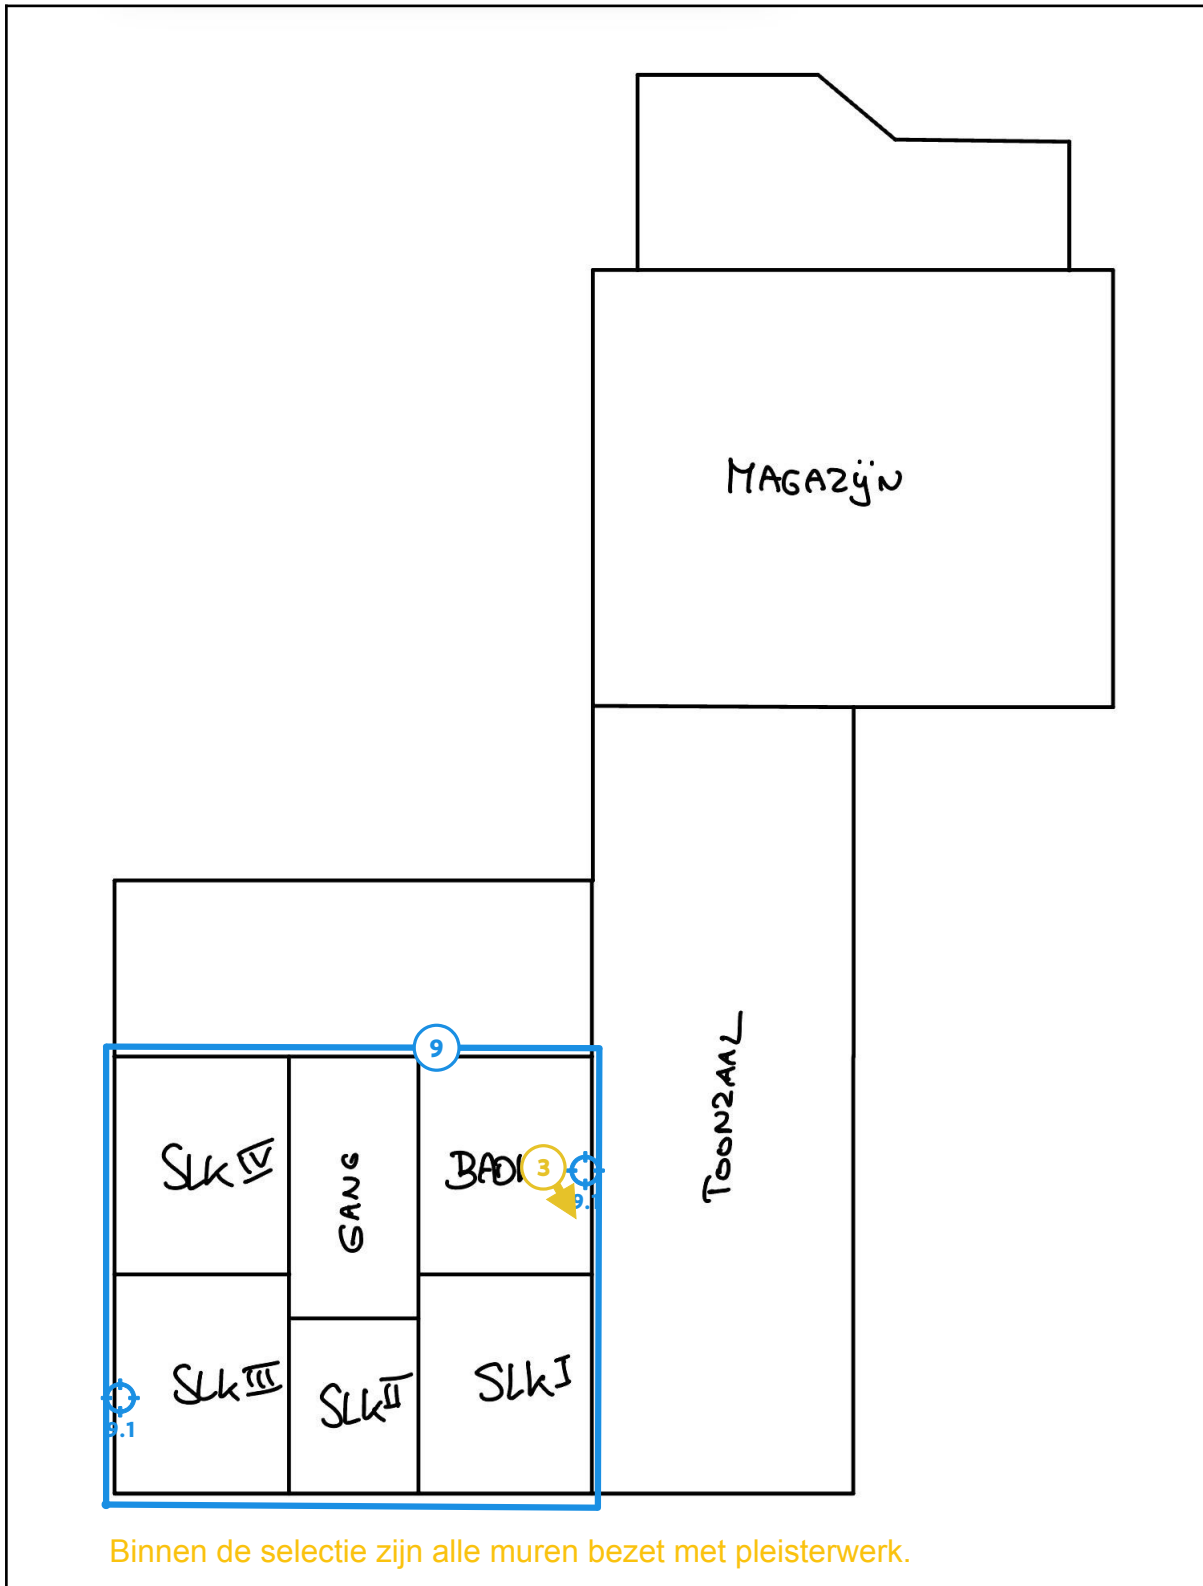 MAGAZijN
TOONZAAL
9
SLK IV
GANG
3
9.1
SLK III
SLK II
SLK I
9.1
Binnen de selectie zijn alle muren bezet met pleisterwerk.